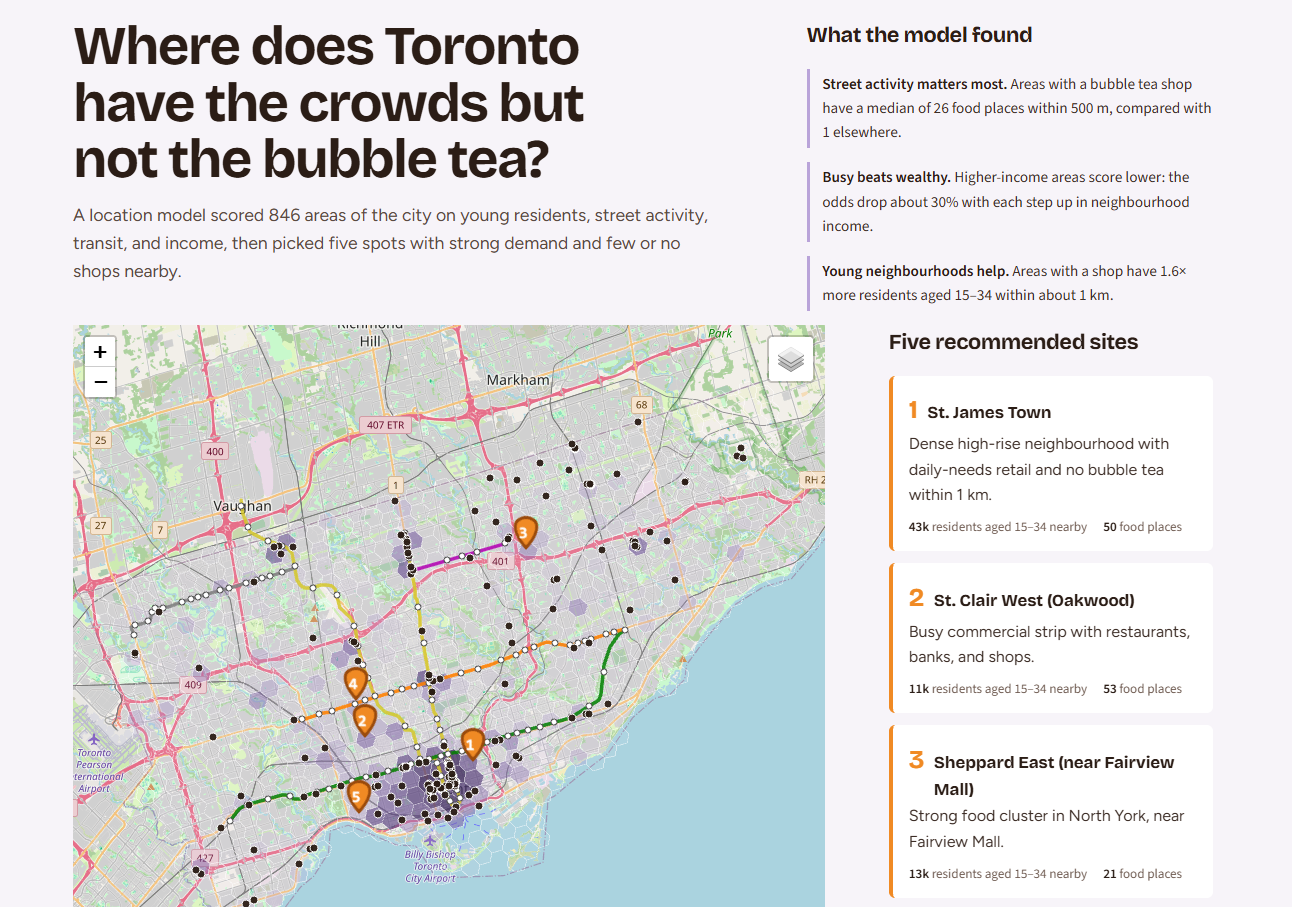 Where does Toronto
have the crowds but
not the bubble tea?
A location model scored 846 areas of the city on young residents, street activity,
transit, and income, then picked five spots with strong demand and few or no
shops nearby.
What the model found
Street activity matters most. Areas with a bubble tea shop
have a median of 26 food places within 500 m, compared with
1 elsewhere.
Busy beats wealthy. Higher-income areas score lower: the
odds drop about 30% with each step up in neighbourhood
income.
Young neighbourhoods help. Areas with a shop have 1.6×
more residents aged 15–34 within about 1 km.
+
−
Richmond
Hill
Park
Markham
68
407 ETR
25
400
1
RH 2
Vaughan
27
7
3
401
409
4
2
1
Toronto
Pearson
nternational
Airport
5
427
Billy Bishop
Toronto
City Airport
Five recommended sites
1 St. James Town
Dense high-rise neighbourhood with
daily-needs retail and no bubble tea
within 1 km.
43k residents aged 15–34 nearby 50 food places
2 St. Clair West (Oakwood)
Busy commercial strip with restaurants,
banks, and shops.
11k residents aged 15–34 nearby 53 food places
3 Sheppard East (near Fairview
Mall)
Strong food cluster in North York, near
Fairview Mall.
13k residents aged 15–34 nearby 21 food places